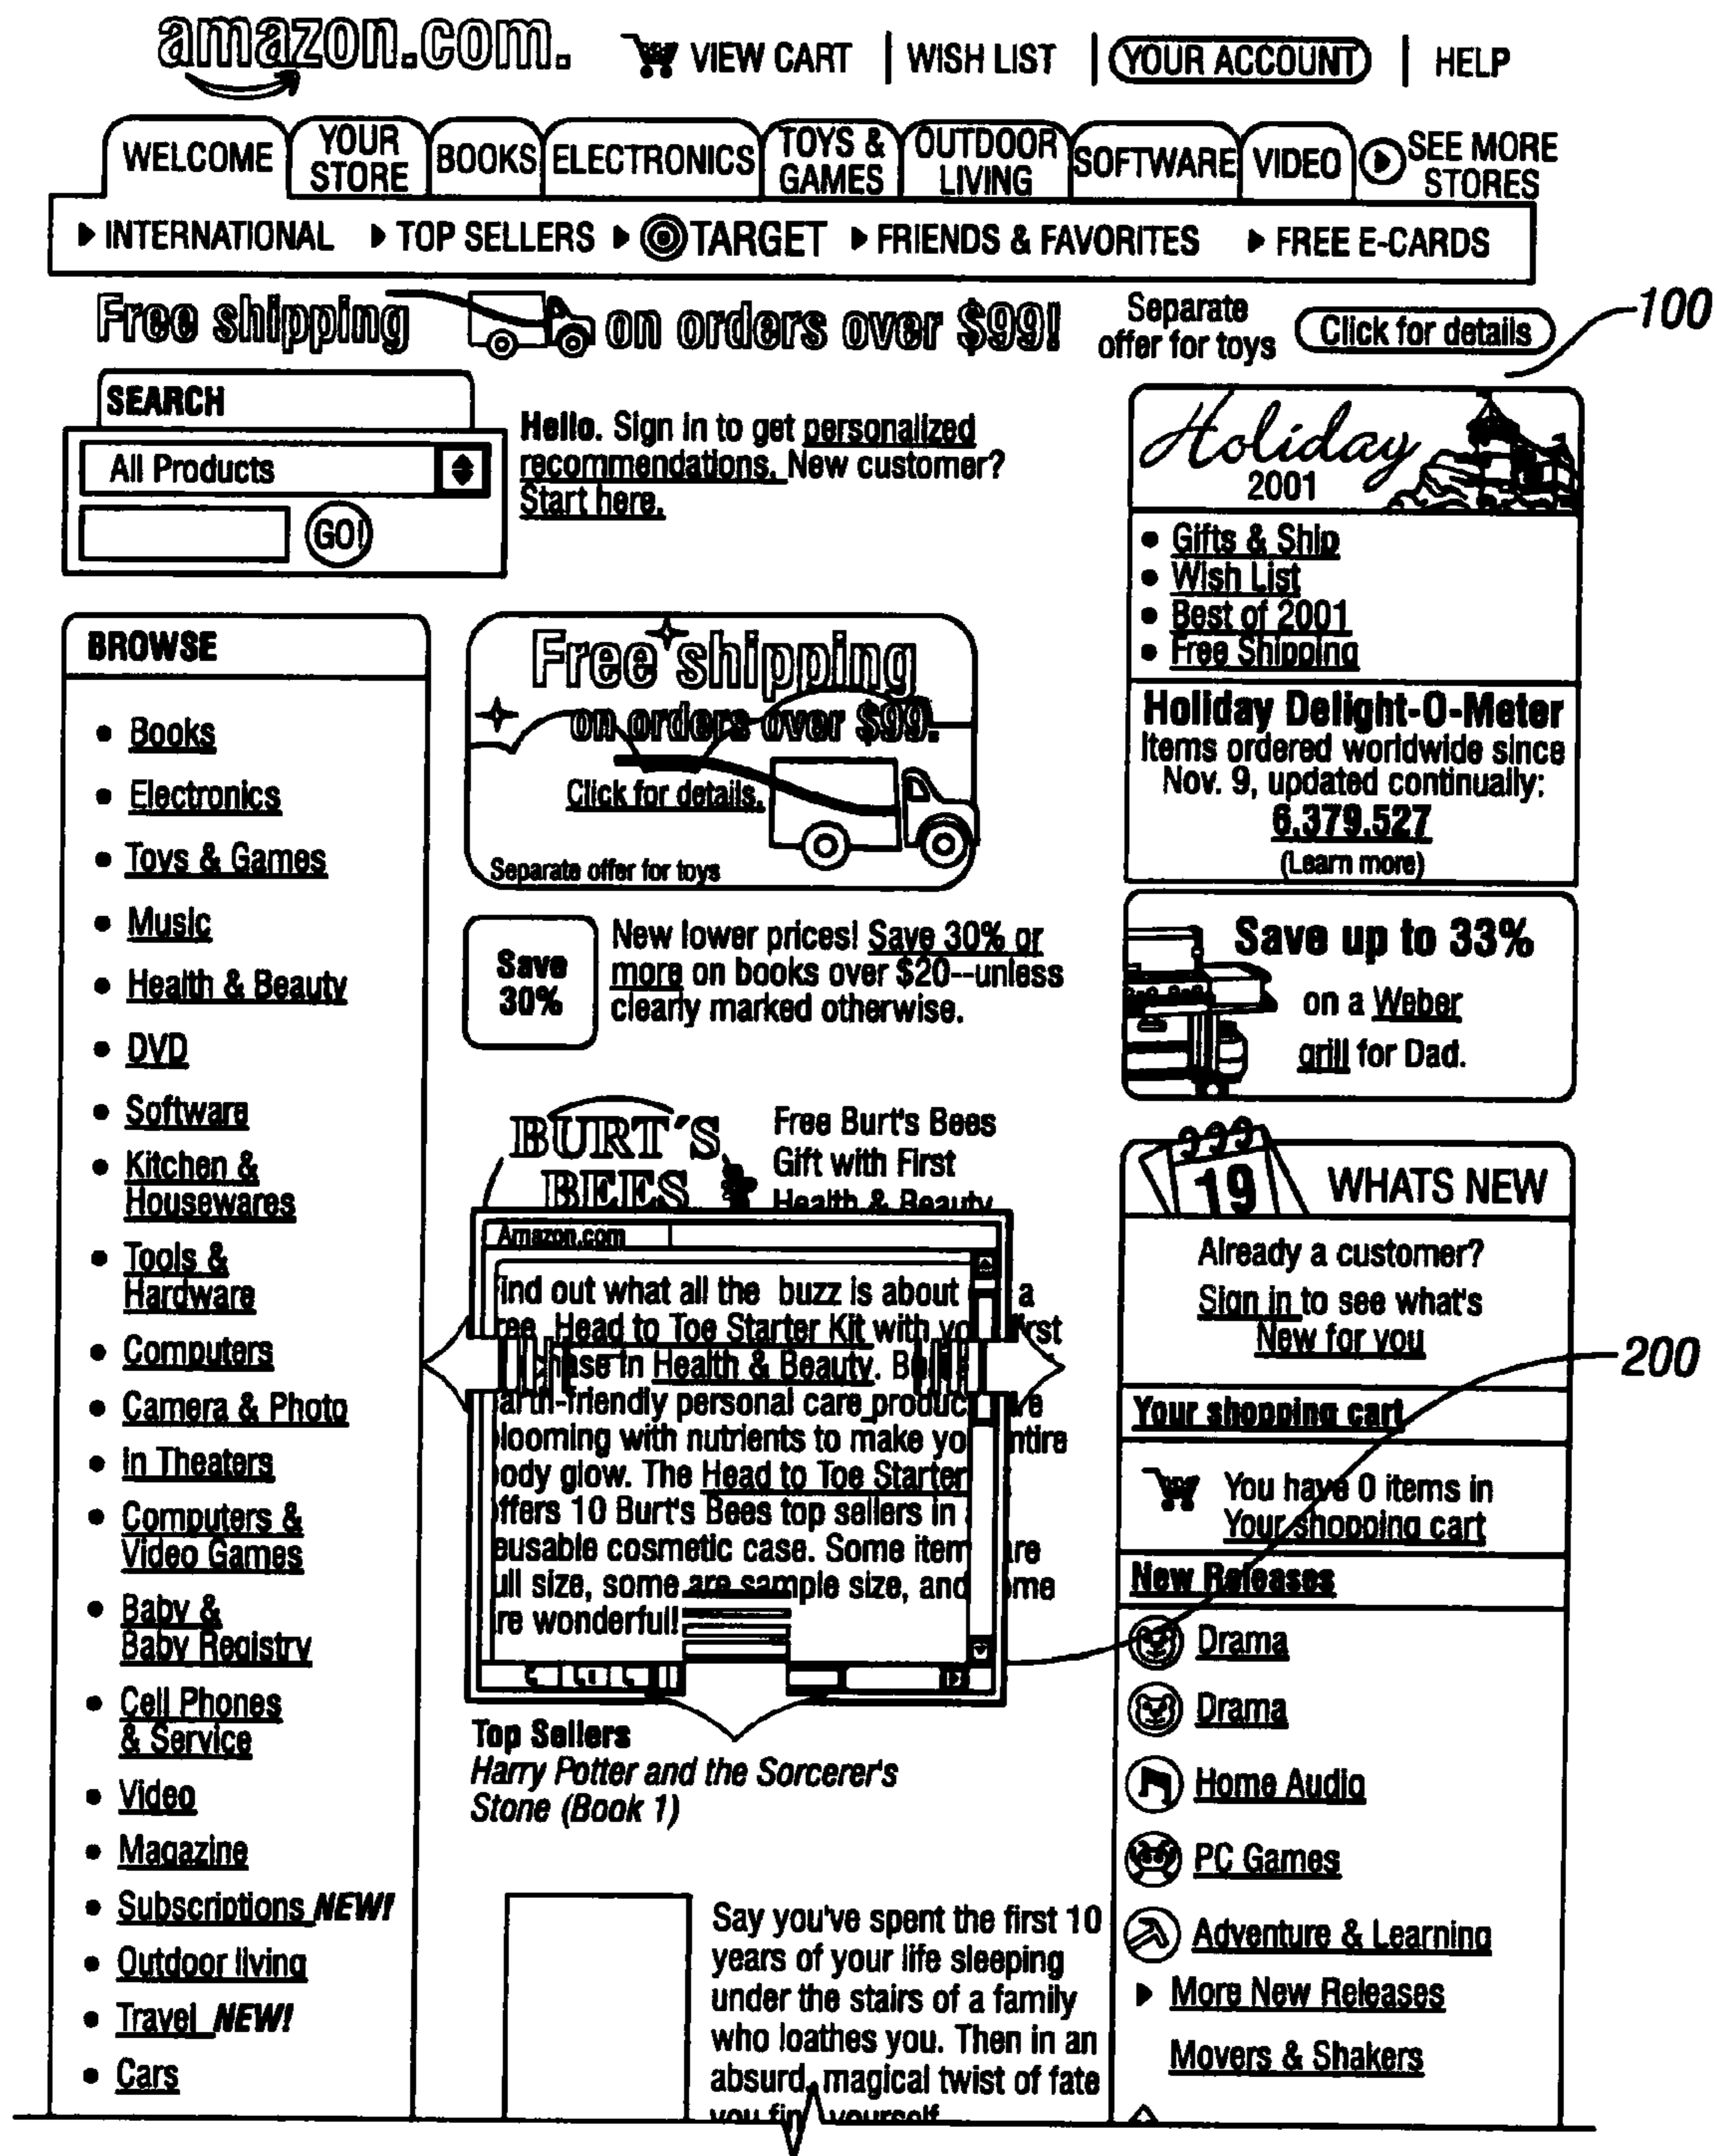 amazon.com.
VIEW CART | WISH LIST | YOUR ACCOUNT | HELP
WELCOME
YOUR
STORE
BOOKS
ELECTRONICS
TOYS &
GAMES
OUTDOOR
LIVING
SOFTWARE
VIDEO
SEE MORE
STORES
INTERNATIONAL
TOP SELLERS
TARGET
FRIENDS & FAVORITES
FREE E-CARDS
Free shipping on orders over $99!
Separate
offer for toys
Click for details
100
SEARCH
All Products
GO!
Hello. Sign in to get personalized
recommendations. New customer?
Start here.
BROWSE
• Books
• Electronics
• Toys & Games
• Music
• Health & Beauty
• DVD
• Software
• Kitchen &
Housewares
• Tools &
Hardware
• Computers
• Camera & Photo
• In Theaters
• Computers &
Video Games
• Baby &
Baby Registry
• Cell Phones
& Service
• Video
• Magazine
• Subscriptions NEW!
• Outdoor living
• Travel NEW!
• Cars
Free shipping
on orders over $99.
Click for details.
Separate offer for toys
Save
30%
New lower prices! Save 30% or
more on books over $20--unless
clearly marked otherwise.
BURT'S
BEES
Free Burt's Bees
Gift with First
Health & Beauty
Amazon.com
ind out what all the buzz is about a
ree Head to Toe Starter Kit with yo rst
chase in Health & Beauty. B
arth-friendly personal care produc ve
looming with nutrients to make yo ntire
ody glow. The Head to Toe Starter
ffers 10 Burt's Bees top sellers in
eusable cosmetic case. Some item re
ull size, some are sample size, and me
re wonderful!
Top Sellers
Harry Potter and the Sorcerer's
Stone (Book 1)
Say you've spent the first 10
years of your life sleeping
under the stairs of a family
who loathes you. Then in an
absurd, magical twist of fate
you find yourself
Holiday
2001
• Gifts & Ship
• Wish List
• Best of 2001
• Free Shipping
Holiday Delight-O-Meter
Items ordered worldwide since
Nov. 9, updated continually:
6,379,527
(Learn more)
Save up to 33%
on a Weber
grill for Dad.
19
WHATS NEW
Already a customer?
Sign in to see what's
New for you
200
Your shopping cart
You have 0 items in
Your shopping cart
New Releases
Drama
Drama
Home Audio
PC Games
Adventure & Learning
More New Releases
Movers & Shakers